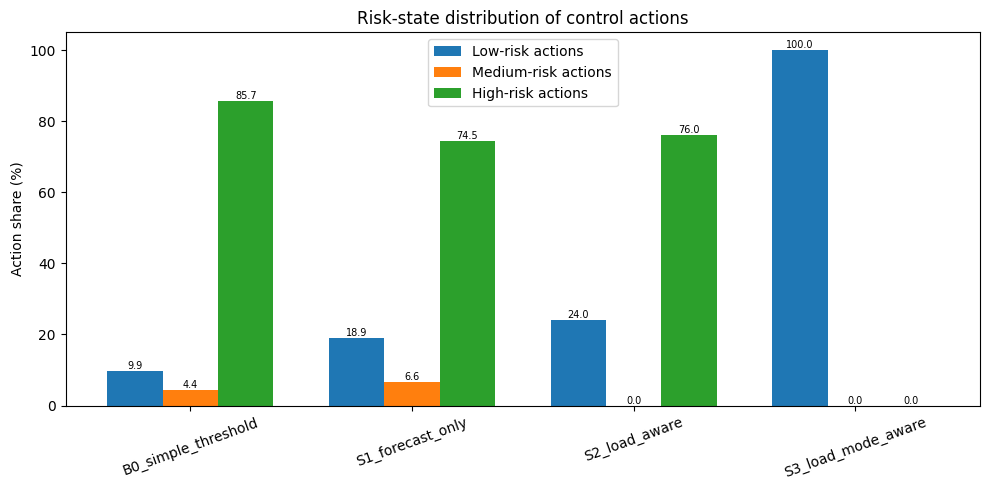 Risk-state distribution of control actions
Low-risk actions
Medium-risk actions
High-risk actions
Action share (%)
100
80
60
40
20
0
9.9
4.4
85.7
18.9
6.6
74.5
24.0
0.0
76.0
100.0
0.0
0.0
B0_simple_threshold
S1_forecast_only
S2_load_aware
S3_load_mode_aware